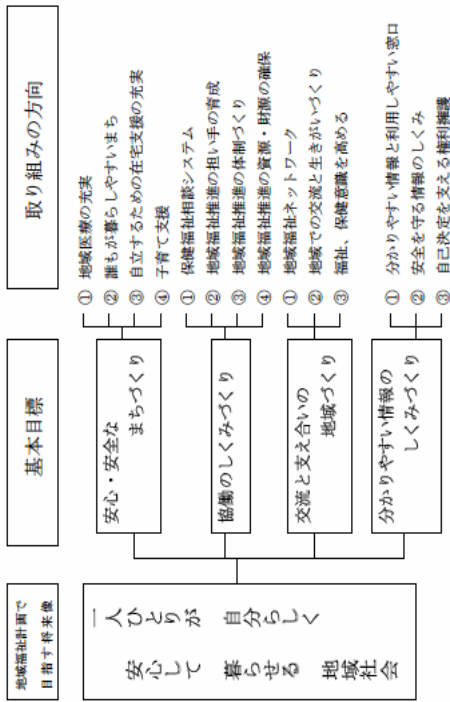 地域福祉計画で
目指す将来像
基本目標
取り組みの方向
一人ひとりが 自分らしく
安心して 暮らせる 地域社会
安心・安全な
まちづくり
① 地域医療の充実
② 誰もが暮らしやすいまち
③ 自立するための在宅支援の充実
④ 子育て支援
協働のしくみづくり
① 保健福祉相談システム
② 地域福祉推進の担い手の育成
③ 地域福祉推進の体制づくり
④ 地域福祉推進の資源・財源の確保
交流と支え合いの
地域づくり
① 地域福祉ネットワーク
② 地域での交流と生きがいづくり
③ 福祉、保健意識を高める
分かりやすい情報の
しくみづくり
① 分かりやすい情報と利用しやすい窓口
② 安全を守る情報のしくみ
③ 自己決定を支える権利擁護